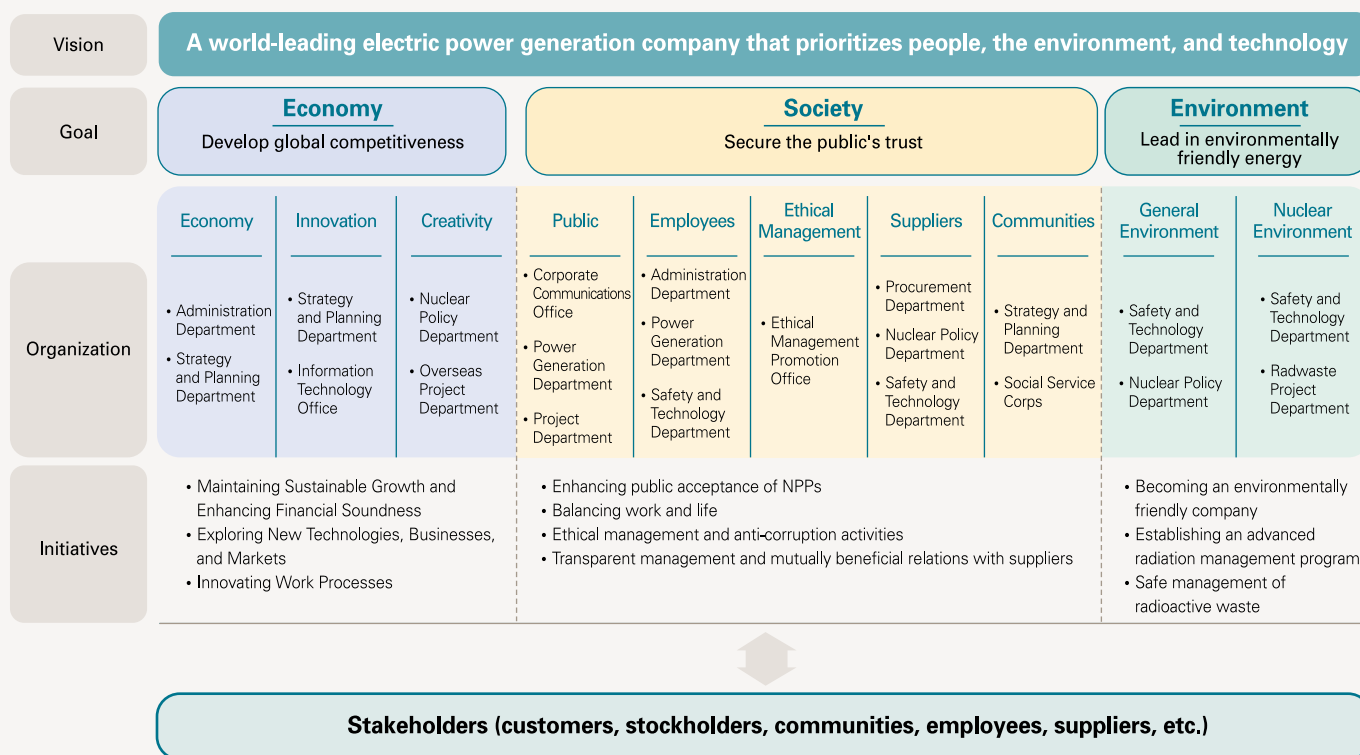 Vision
A world-leading electric power generation company that prioritizes people, the environment, and technology
Goal
Economy
Develop global competitiveness
Society
Secure the public's trust
Environment
Lead in environmentally
friendly energy
Organization
Economy
• Administration
Department
• Strategy
and Planning
Department
Innovation
• Strategy
and Planning
Department
• Information
Technology
Office
Creativity
• Nuclear
Policy
Department
• Overseas
Project
Department
Public
• Corporate
Communications
Office
• Power
Generation
Department
• Project
Department
Employees
• Administration
Department
• Power
Generation
Department
• Safety and
Technology
Department
Ethical
Management
• Ethical
Management
Promotion
Office
Suppliers
• Procurement
Department
• Nuclear Policy
Department
• Safety and
Technology
Department
Communities
• Strategy and
Planning
Department
• Social Service
Corps
General
Environment
• Safety and
Technology
Department
• Nuclear Policy
Department
Nuclear
Environment
• Safety and
Technology
Department
• Radwaste
Project
Department
Initiatives
• Maintaining Sustainable Growth and
Enhancing Financial Soundness
• Exploring New Technologies, Businesses,
and Markets
• Innovating Work Processes
• Enhancing public acceptance of NPPs
• Balancing work and life
• Ethical management and anti-corruption activities
• Transparent management and mutually beneficial relations with suppliers
• Becoming an environmentally
friendly company
• Establishing an advanced
radiation management program
• Safe management of
radioactive waste
Stakeholders (customers, stockholders, communities, employees, suppliers, etc.)